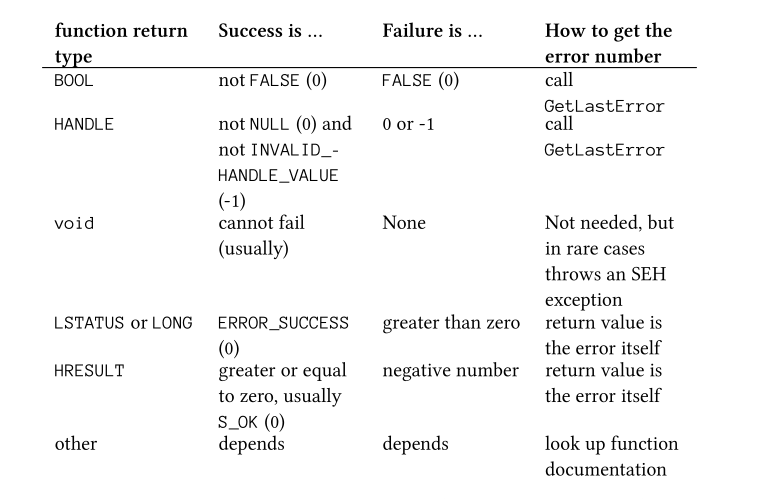 function return Success is ... Failure is ... How to get the
type error number
BOOL not FALSE (0) FALSE (0) call
GetLastError
HANDLE not NULL (0) and 0 or -1 call
not INVALID_- GetLastError
HANDLE_VALUE
(-1)
void cannot fail None Not needed, but
(usually) in rare cases
throws an SEH
exception
LSTATUS or LONG ERROR_SUCCESS greater than zero return value is
(0) the error itself
HRESULT greater or equal negative number return value is
to zero, usually the error itself
S_OK (0)
other depends depends look up function
documentation